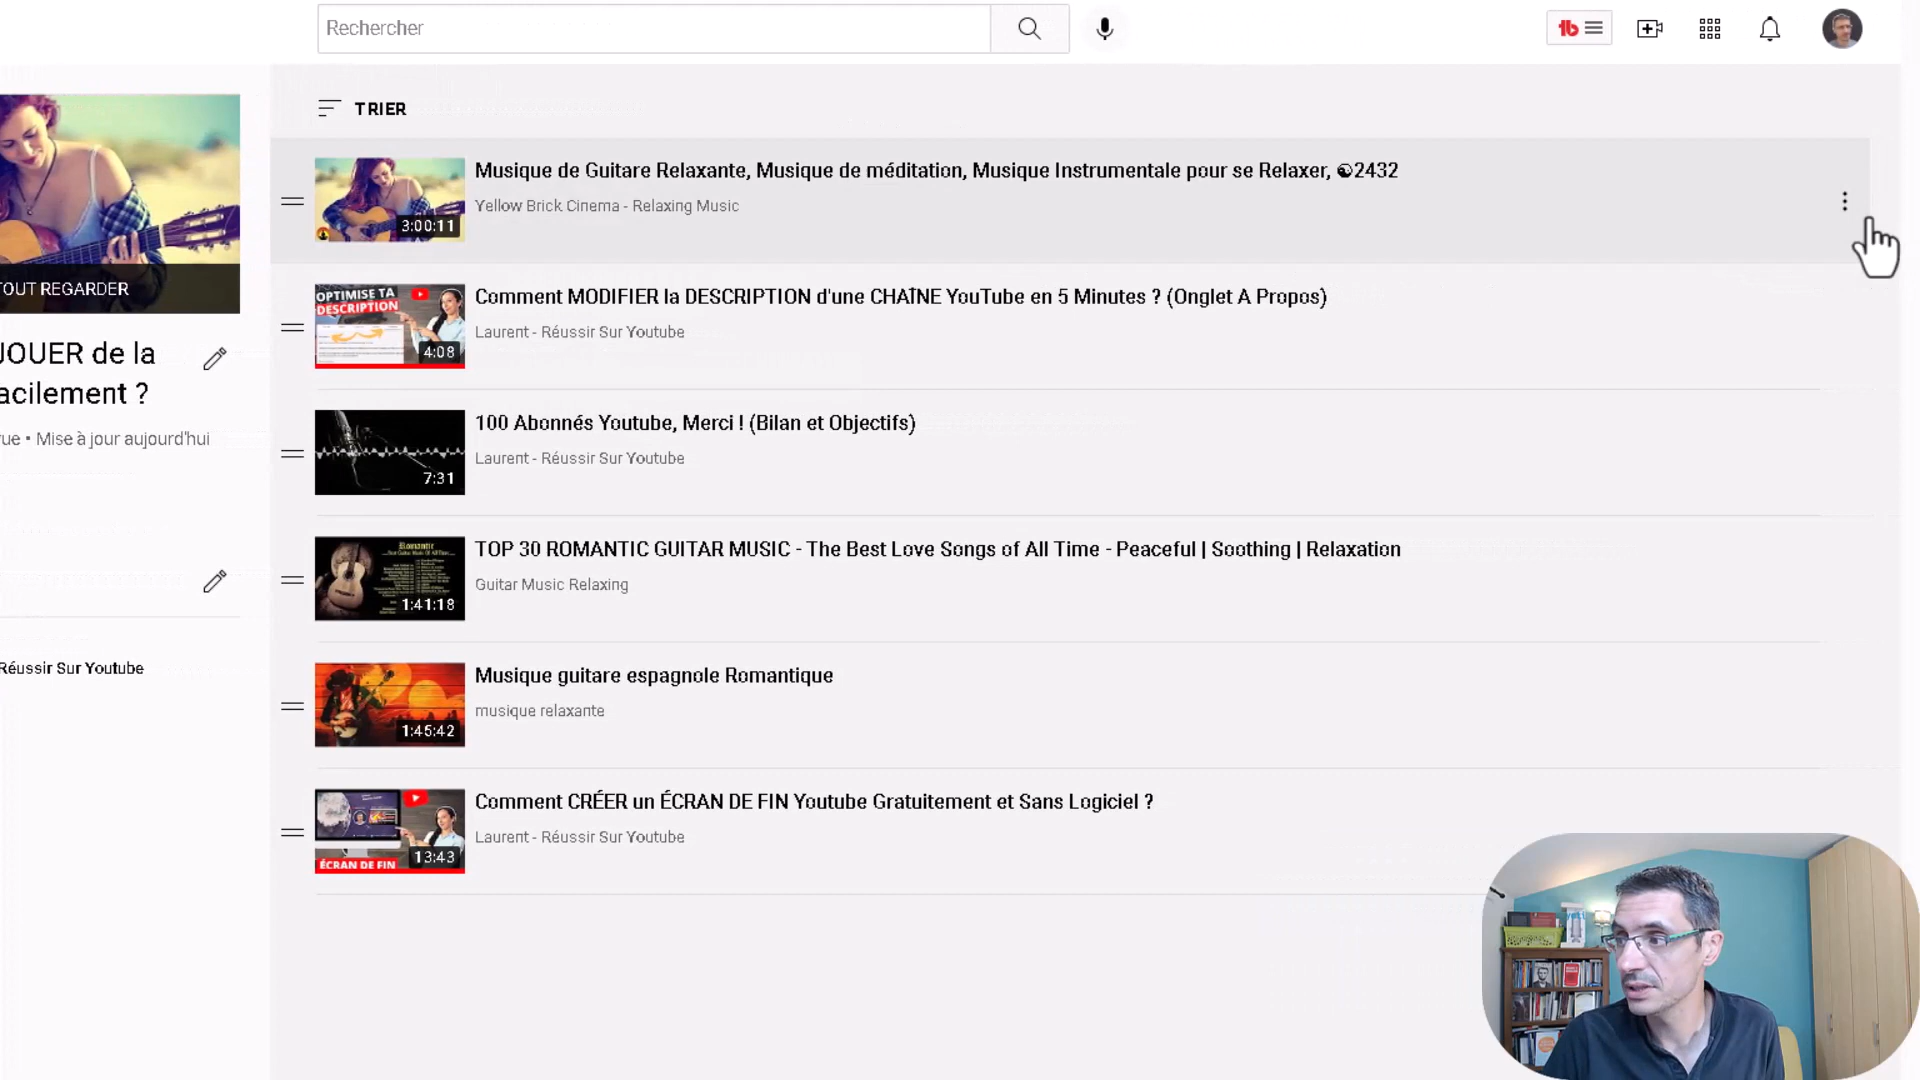 Rechercher
TRIER
Musique de Guitare Relaxante, Musique de méditation, Musique Instrumentale pour se Relaxer, ☯2432
Yellow Brick Cinema - Relaxing Music
3:00:11
TOUT REGARDER
OPTIMISE TA
DESCRIPTION
Comment MODIFIER la DESCRIPTION d'une CHAÎNE YouTube en 5 Minutes ? (Onglet A Propos)
Laurent - Réussir Sur Youtube
4:08
JOUER de la
acilement ?
rue • Mise à jour aujourd'hui
100 Abonnés Youtube, Merci ! (Bilan et Objectifs)
Laurent - Réussir Sur Youtube
7:31
Romantic
TOP 30 ROMANTIC GUITAR MUSIC - The Best Love Songs of All Time - Peaceful | Soothing | Relaxation
Guitar Music Relaxing
1:41:18
Réussir Sur Youtube
Musique guitare espagnole Romantique
musique relaxante
1:45:42
Comment CRÉER un ÉCRAN DE FIN Youtube Gratuitement et Sans Logiciel ?
Laurent - Réussir Sur Youtube
13:43
ÉCRAN DE FIN